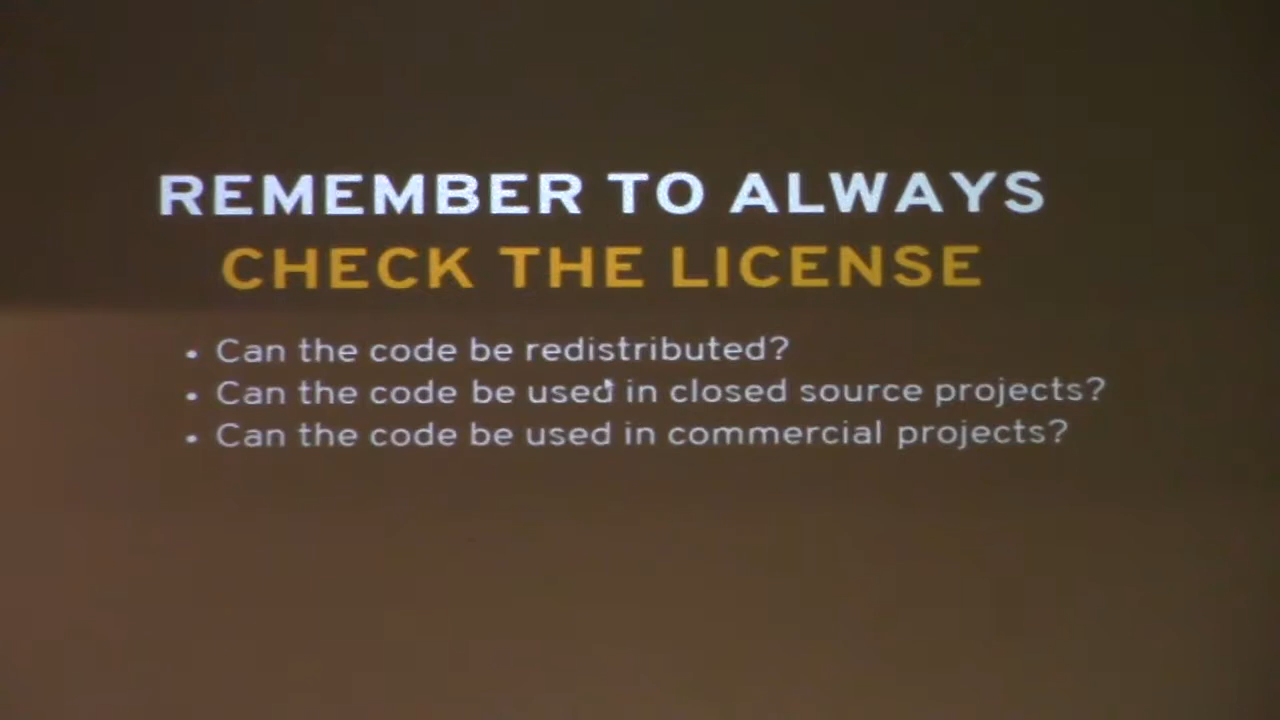 REMEMBER TO ALWAYS
CHECK THE LICENSE
• Can the code be redistributed?
• Can the code be used in closed source projects?
• Can the code be used in commercial projects?